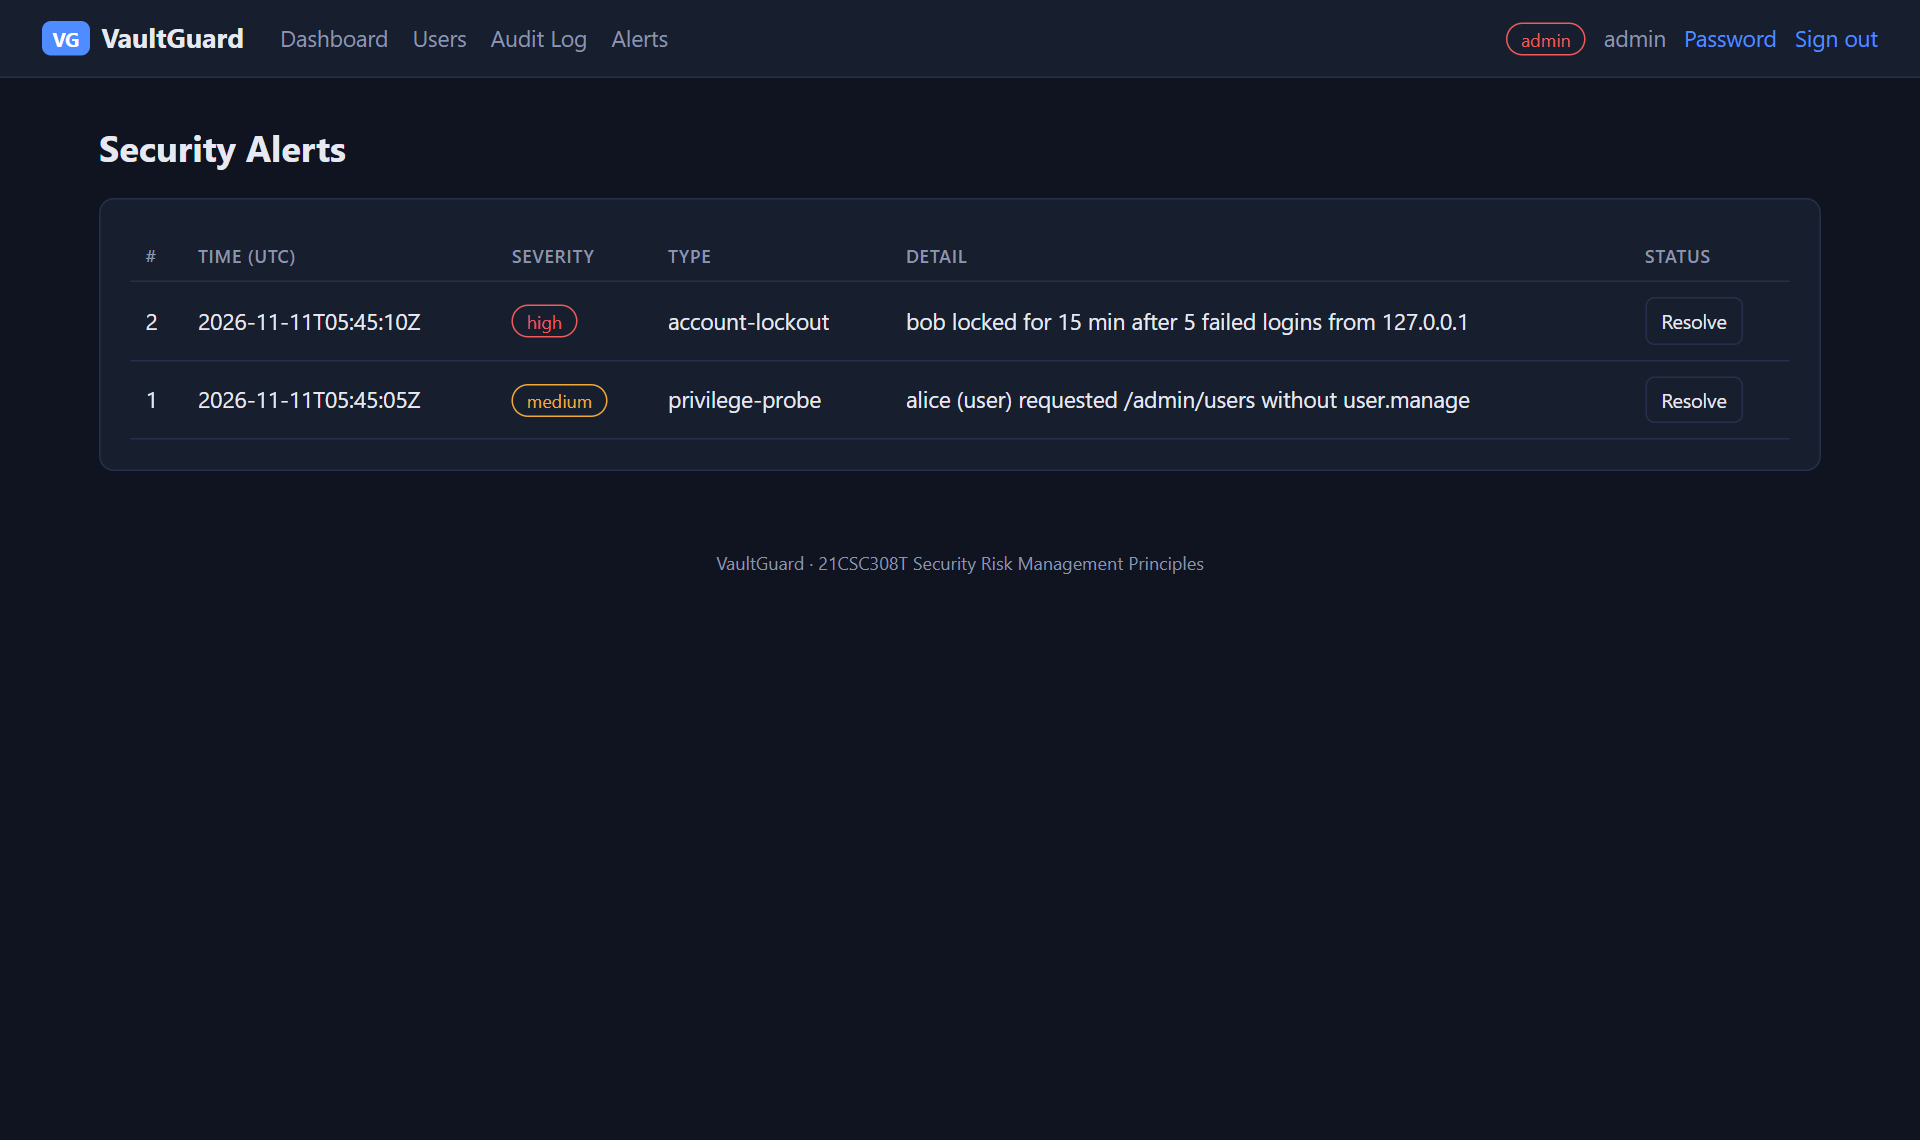 VG VaultGuard Dashboard Users Audit Log Alerts admin admin Password Sign out
Security Alerts
# TIME (UTC) SEVERITY TYPE DETAIL STATUS
2 2026-11-11T05:45:10Z high account-lockout bob locked for 15 min after 5 failed logins from 127.0.0.1 Resolve
1 2026-11-11T05:45:05Z medium privilege-probe alice (user) requested /admin/users without user.manage Resolve
VaultGuard · 21CSC308T Security Risk Management Principles